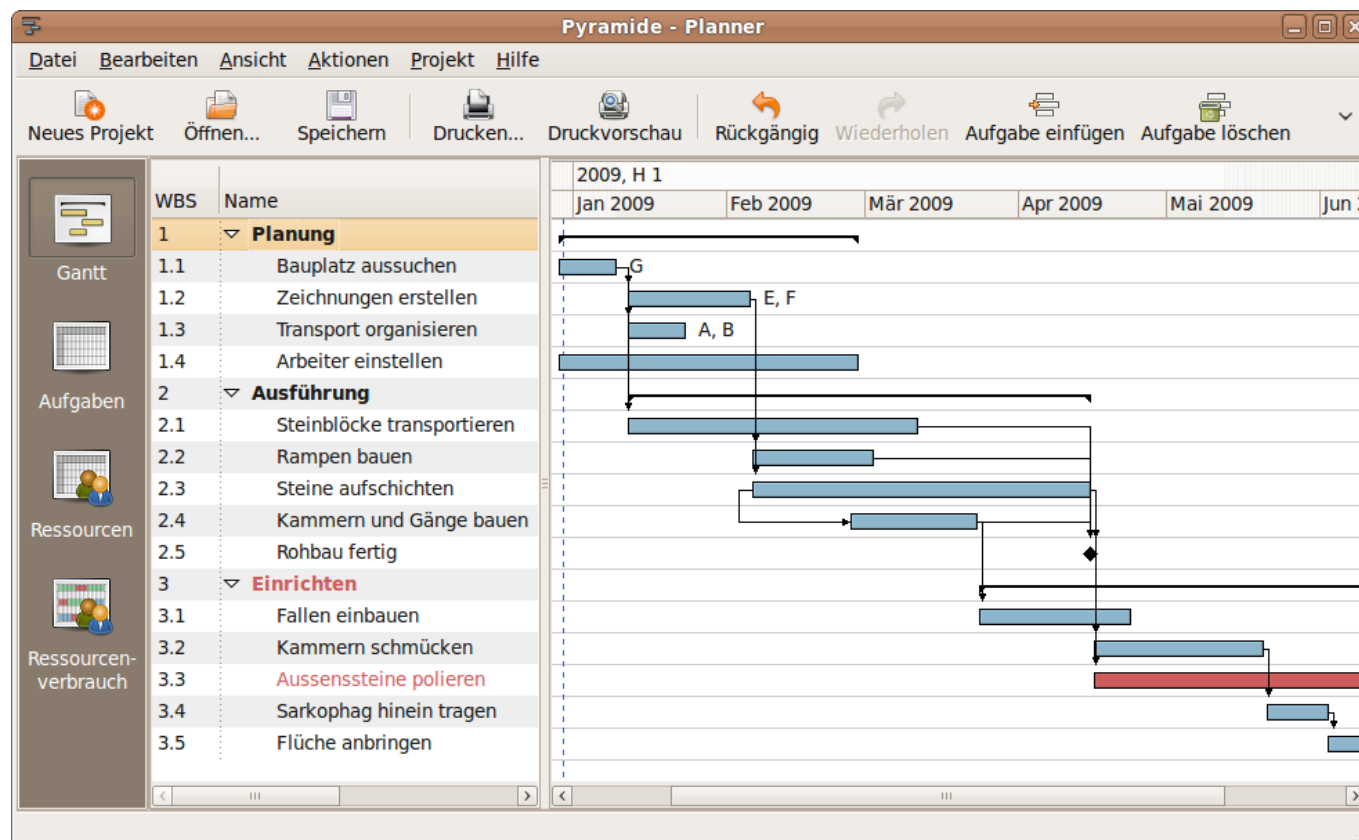 Pyramide - Planner
Datei Bearbeiten Ansicht Aktionen Projekt Hilfe
Neues Projekt Öffnen... Speichern Drucken... Druckvorschau Rückgängig Wiederholen Aufgabe einfügen Aufgabe löschen
2009, H 1
WBS Name Jan 2009 Feb 2009 Mär 2009 Apr 2009 Mai 2009 Jun
1 Planung
Gantt
1.1 Bauplatz aussuchen G
1.2 Zeichnungen erstellen E, F
1.3 Transport organisieren A, B
1.4 Arbeiter einstellen
Aufgaben
2 Ausführung
2.1 Steinblöcke transportieren
2.2 Rampen bauen
2.3 Steine aufschichten
Ressourcen
2.4 Kammern und Gänge bauen
2.5 Rohbau fertig
3 Einrichten
3.1 Fallen einbauen
3.2 Kammern schmücken
Ressourcen-
verbrauch
3.3 Aussenssteine polieren
3.4 Sarkophag hinein tragen
3.5 Flüche anbringen